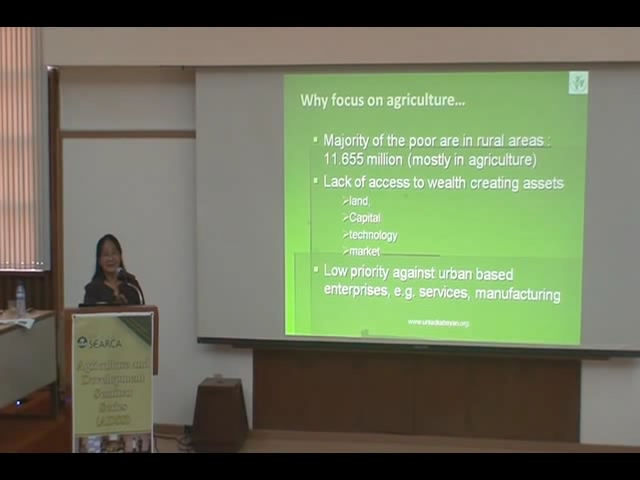 Why focus on agriculture...
Majority of the poor are in rural areas :
11.655 million (mostly in agriculture)
Lack of access to wealth creating assets
land,
Capital
technology
market
Low priority against urban based
enterprises, e.g. services, manufacturing
SEARCA
Agriculture and
Development
Seminar
Series
(ADSS)